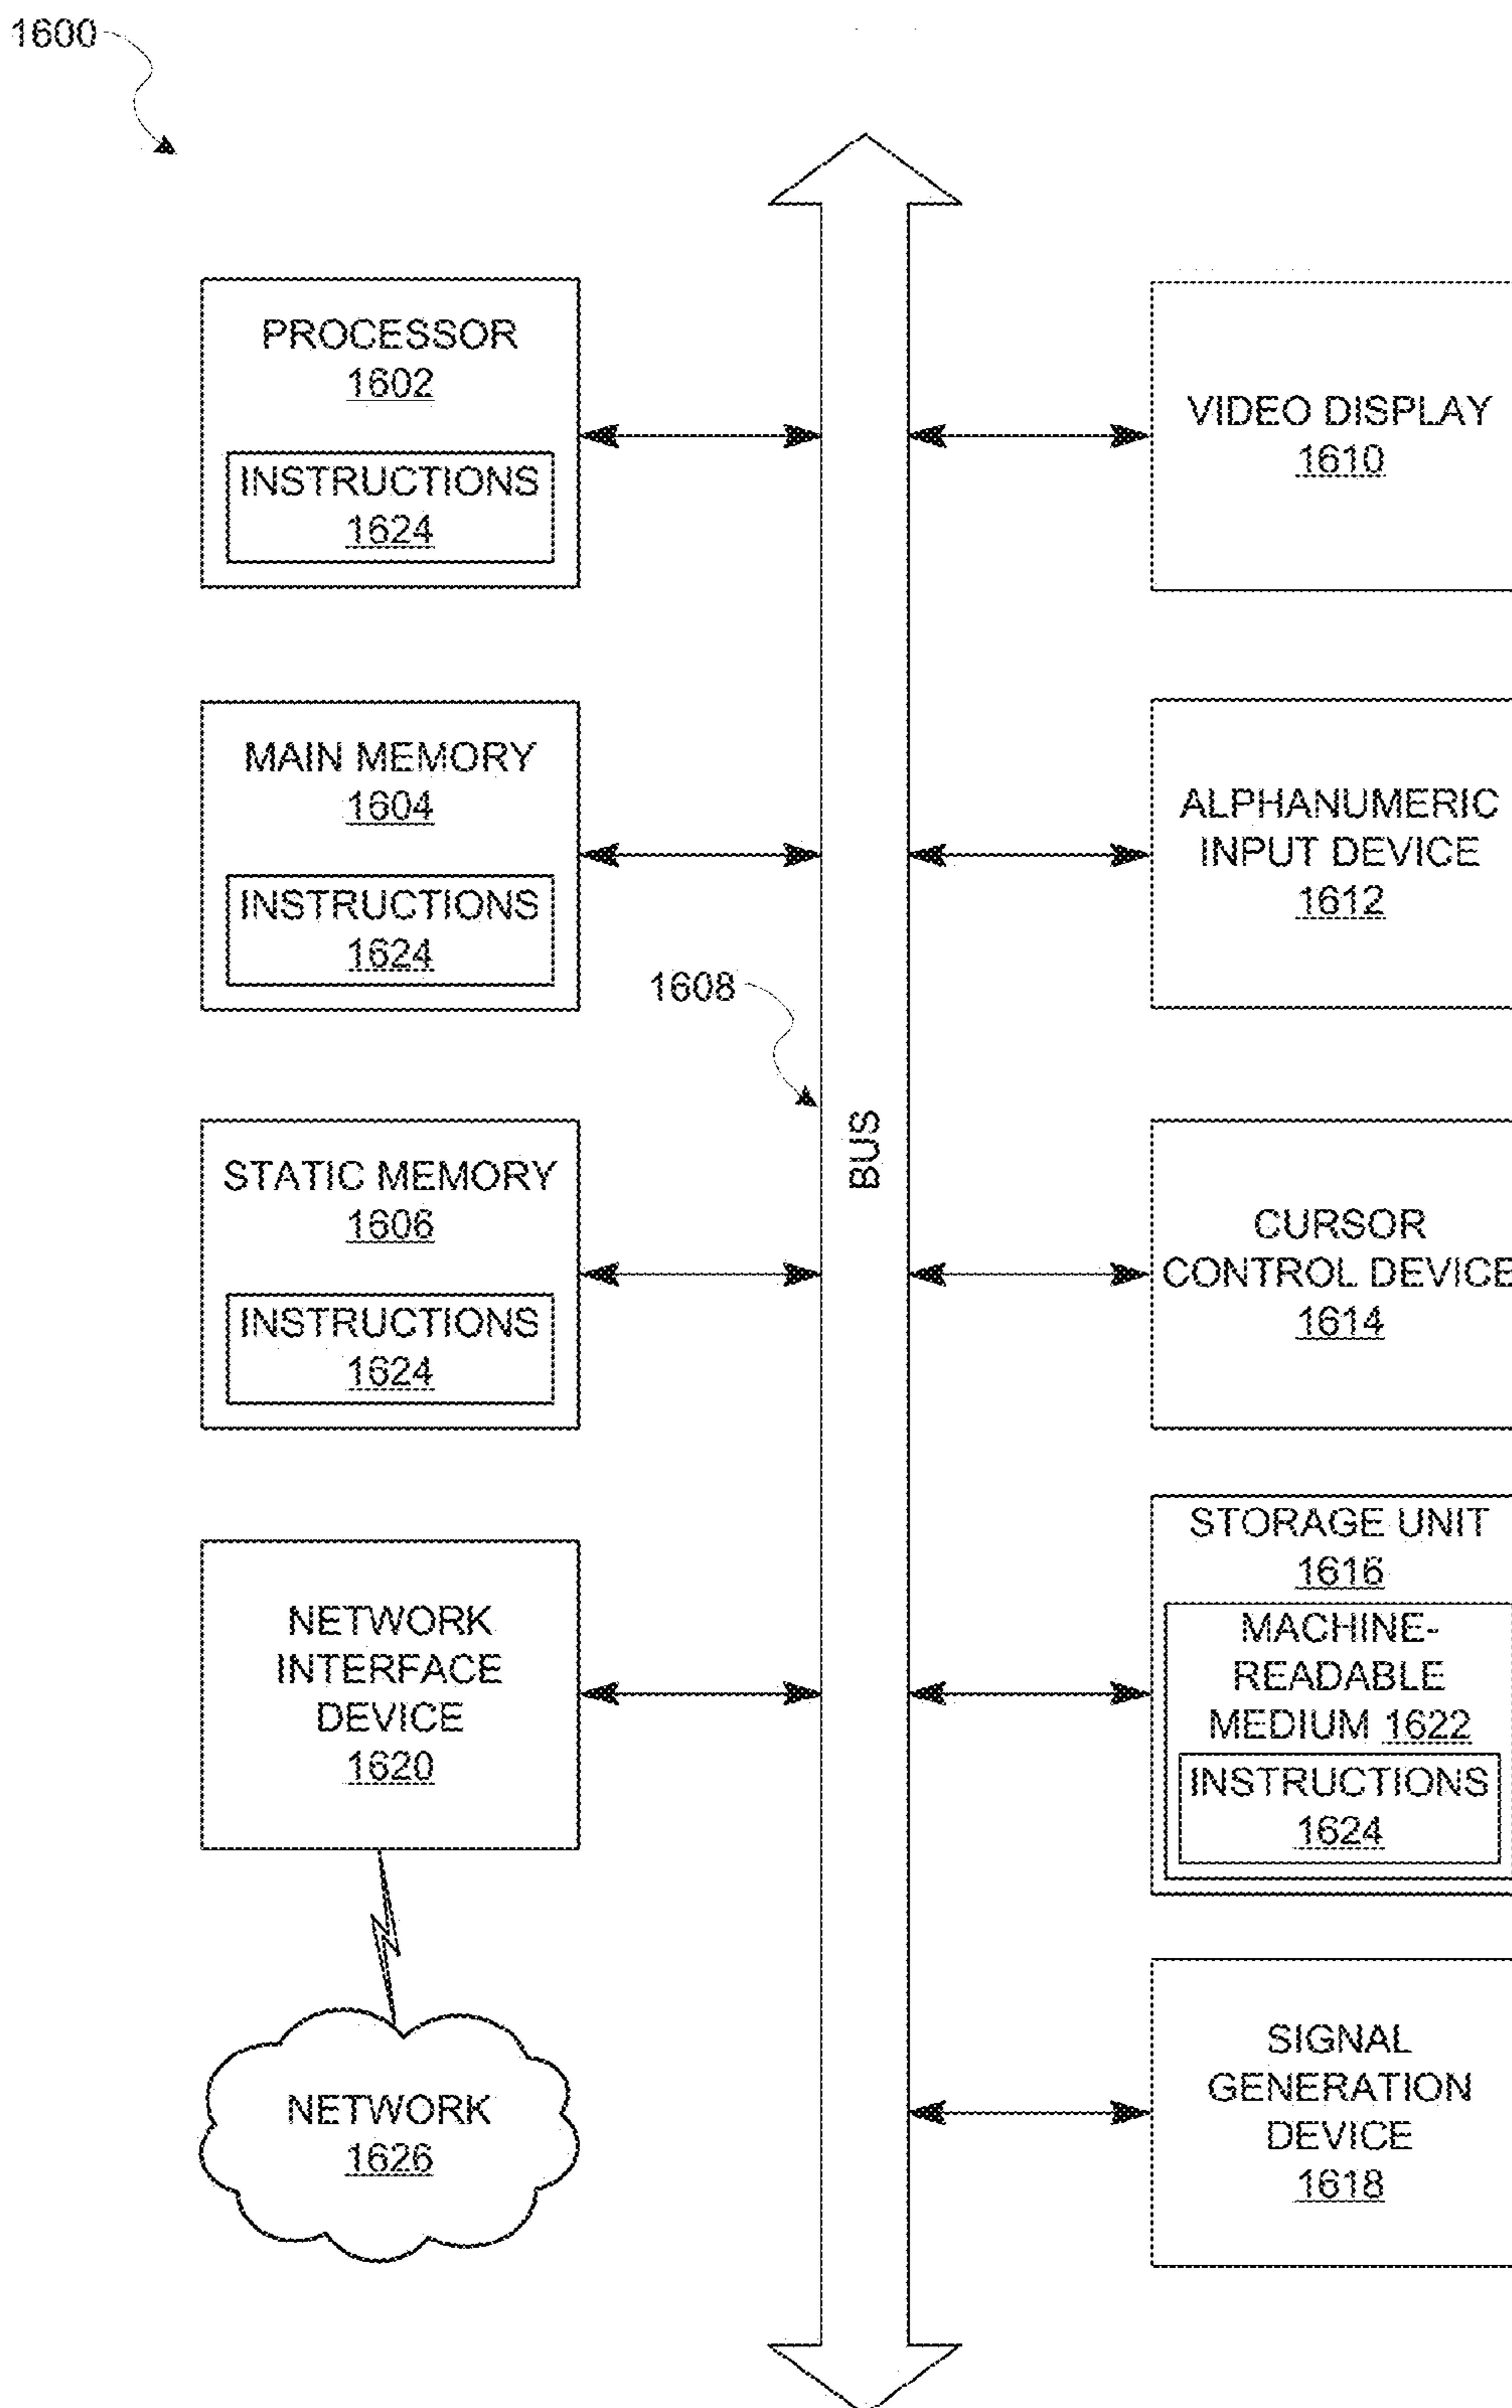 1600
PROCESSOR
1602
INSTRUCTIONS
1624
MAIN MEMORY
1604
INSTRUCTIONS
1624
STATIC MEMORY
1606
INSTRUCTIONS
1624
NETWORK
INTERFACE
DEVICE
1620
NETWORK
1626
1608
BUS
VIDEO DISPLAY
1610
ALPHANUMERIC
INPUT DEVICE
1612
CURSOR
CONTROL DEVICE
1614
STORAGE UNIT
1616
MACHINE-
READABLE
MEDIUM 1622
INSTRUCTIONS
1624
SIGNAL
GENERATION
DEVICE
1618